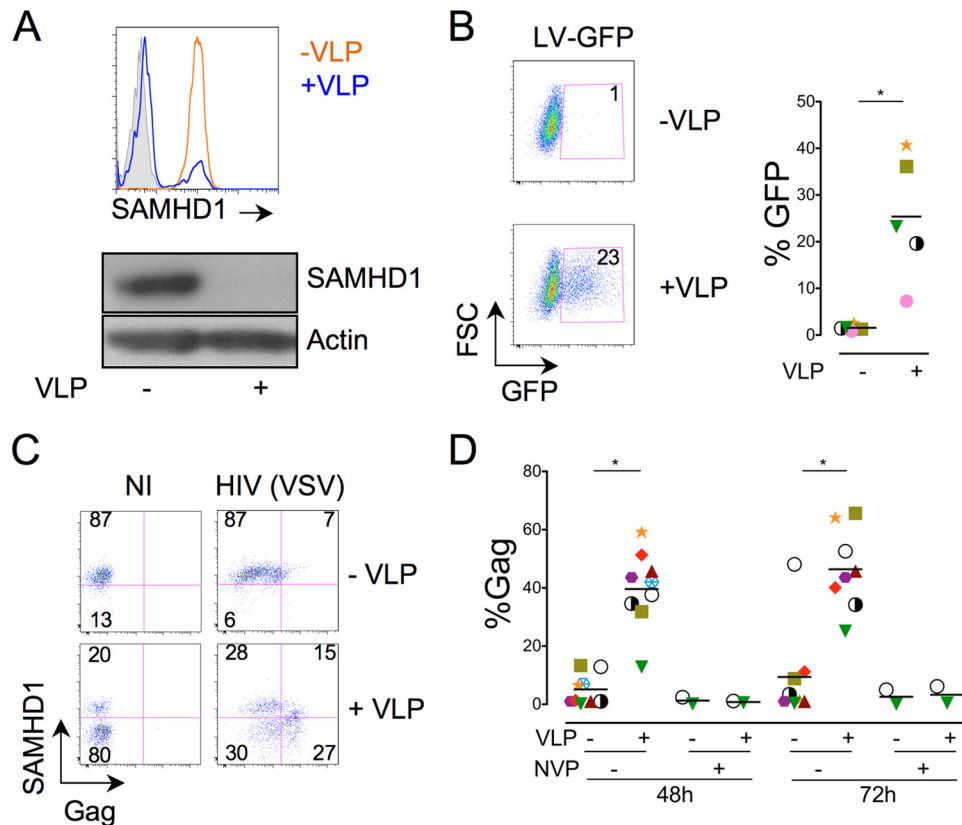 A
-VLP
+VLP
SAMHD1
SAMHD1
Actin
VLP - +
B
LV-GFP
1
-VLP
23
+VLP
FSC
GFP
*
50
40
30
20
10
0
% GFP
VLP - +
C
NI HIV (VSV)
87 87 7
- VLP
13 6
20 28 15
+ VLP
80 30 27
SAMHD1
Gag
D
* *
80
60
40
20
0
%Gag
VLP - + - + - + - +
NVP - + - +
48h 72h